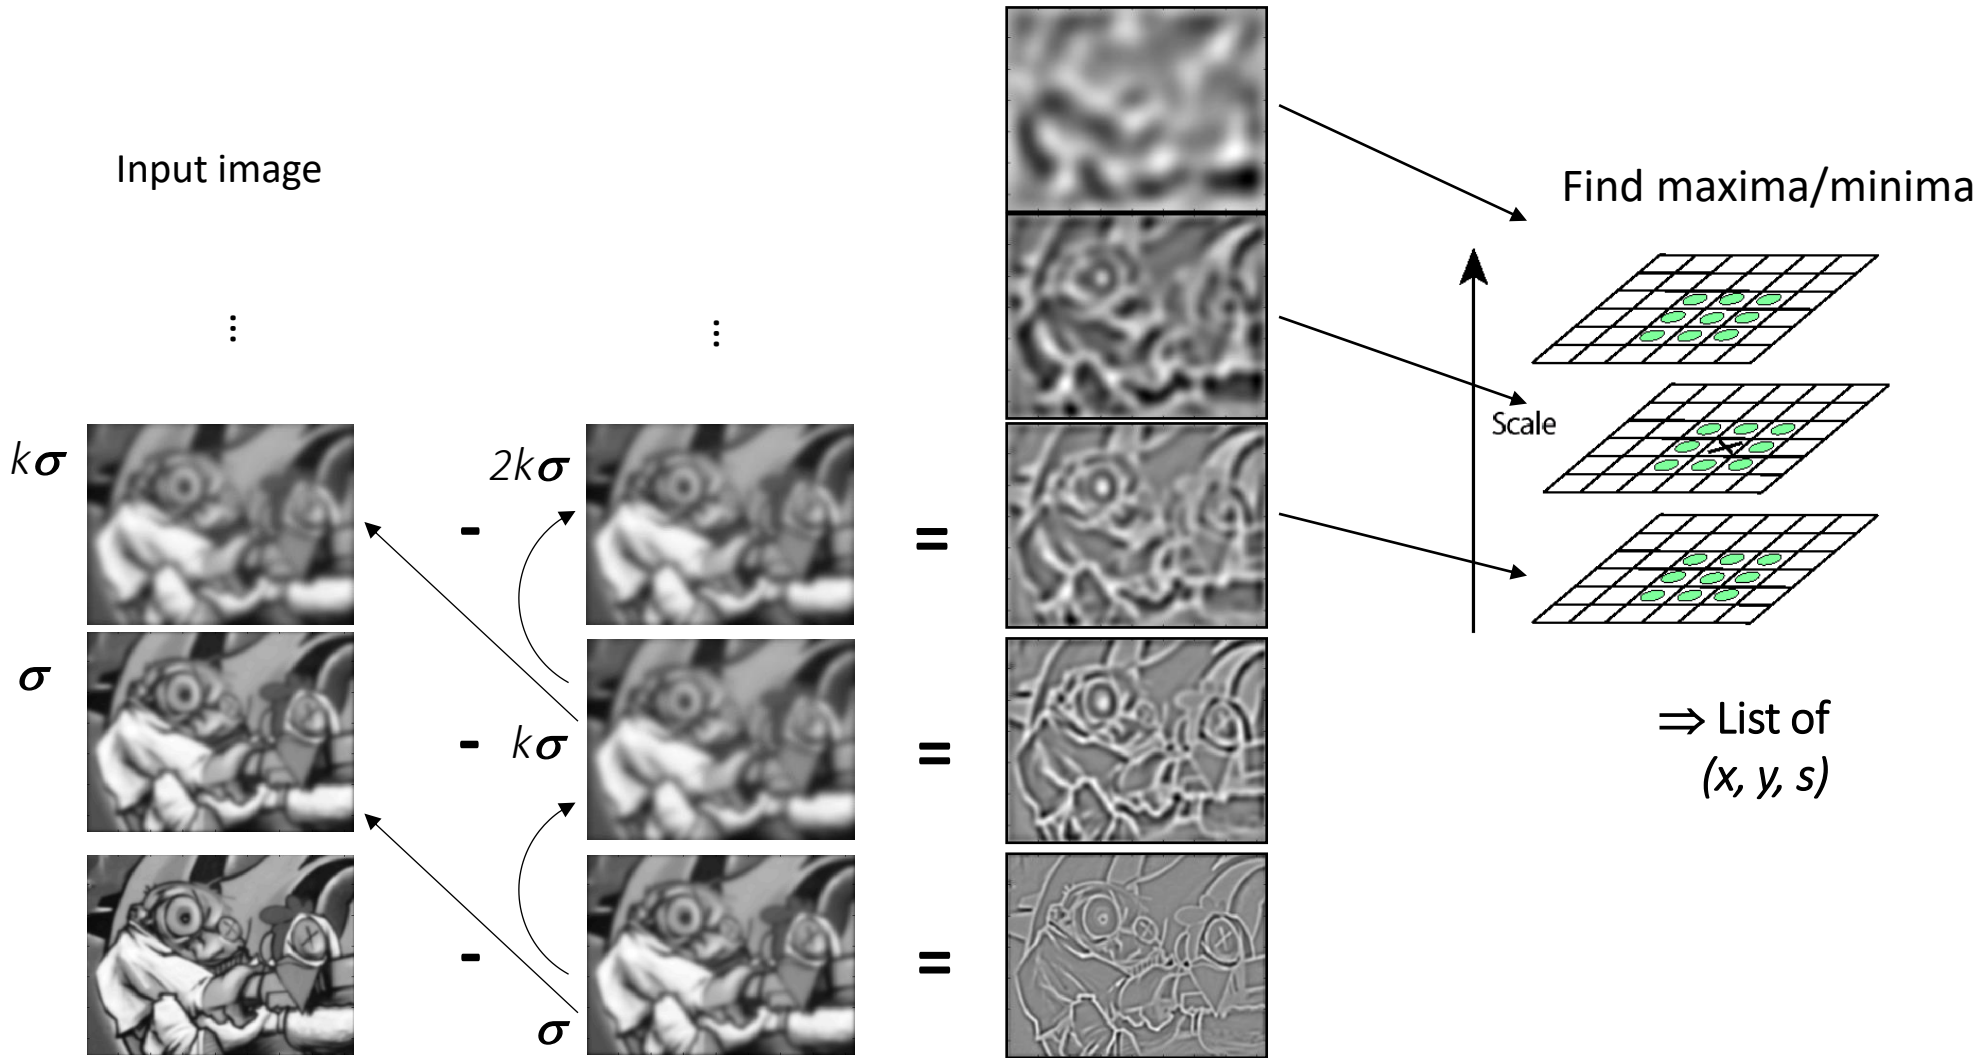 Input image
Find maxima/minima
⋮
⋮
kσ
2kσ
Scale
-
=
σ
-
kσ
=
⇒ List of
(x, y, s)
-
=
σ